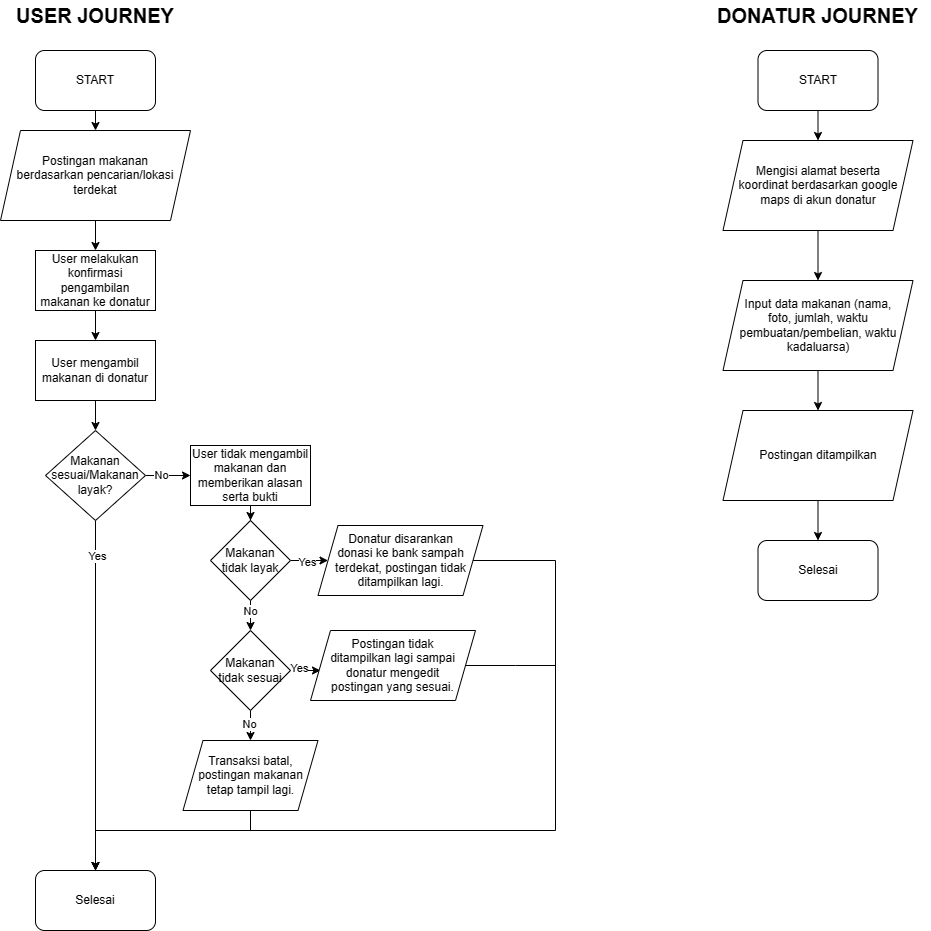 USER JOURNEY
START
Postingan makanan
berdasarkan pencarian/lokasi
terdekat
User melakukan
konfirmasi
pengambilan
makanan ke donatur
User mengambil
makanan di donatur
Makanan
sesuai/Makanan
layak?
No
User tidak mengambil
makanan dan
memberikan alasan
serta bukti
Yes
Makanan
tidak layak
Yes
Donatur disarankan
donasi ke bank sampah
terdekat, postingan tidak
ditampilkan lagi.
No
Makanan
tidak sesuai
Yes
Postingan tidak
ditampilkan lagi sampai
donatur mengedit
postingan yang sesuai.
No
Transaksi batal,
postingan makanan
tetap tampil lagi.
Selesai
DONATUR JOURNEY
START
Mengisi alamat beserta
koordinat berdasarkan google
maps di akun donatur
Input data makanan (nama,
foto, jumlah, waktu
pembuatan/pembelian, waktu
kadaluarsa)
Postingan ditampilkan
Selesai